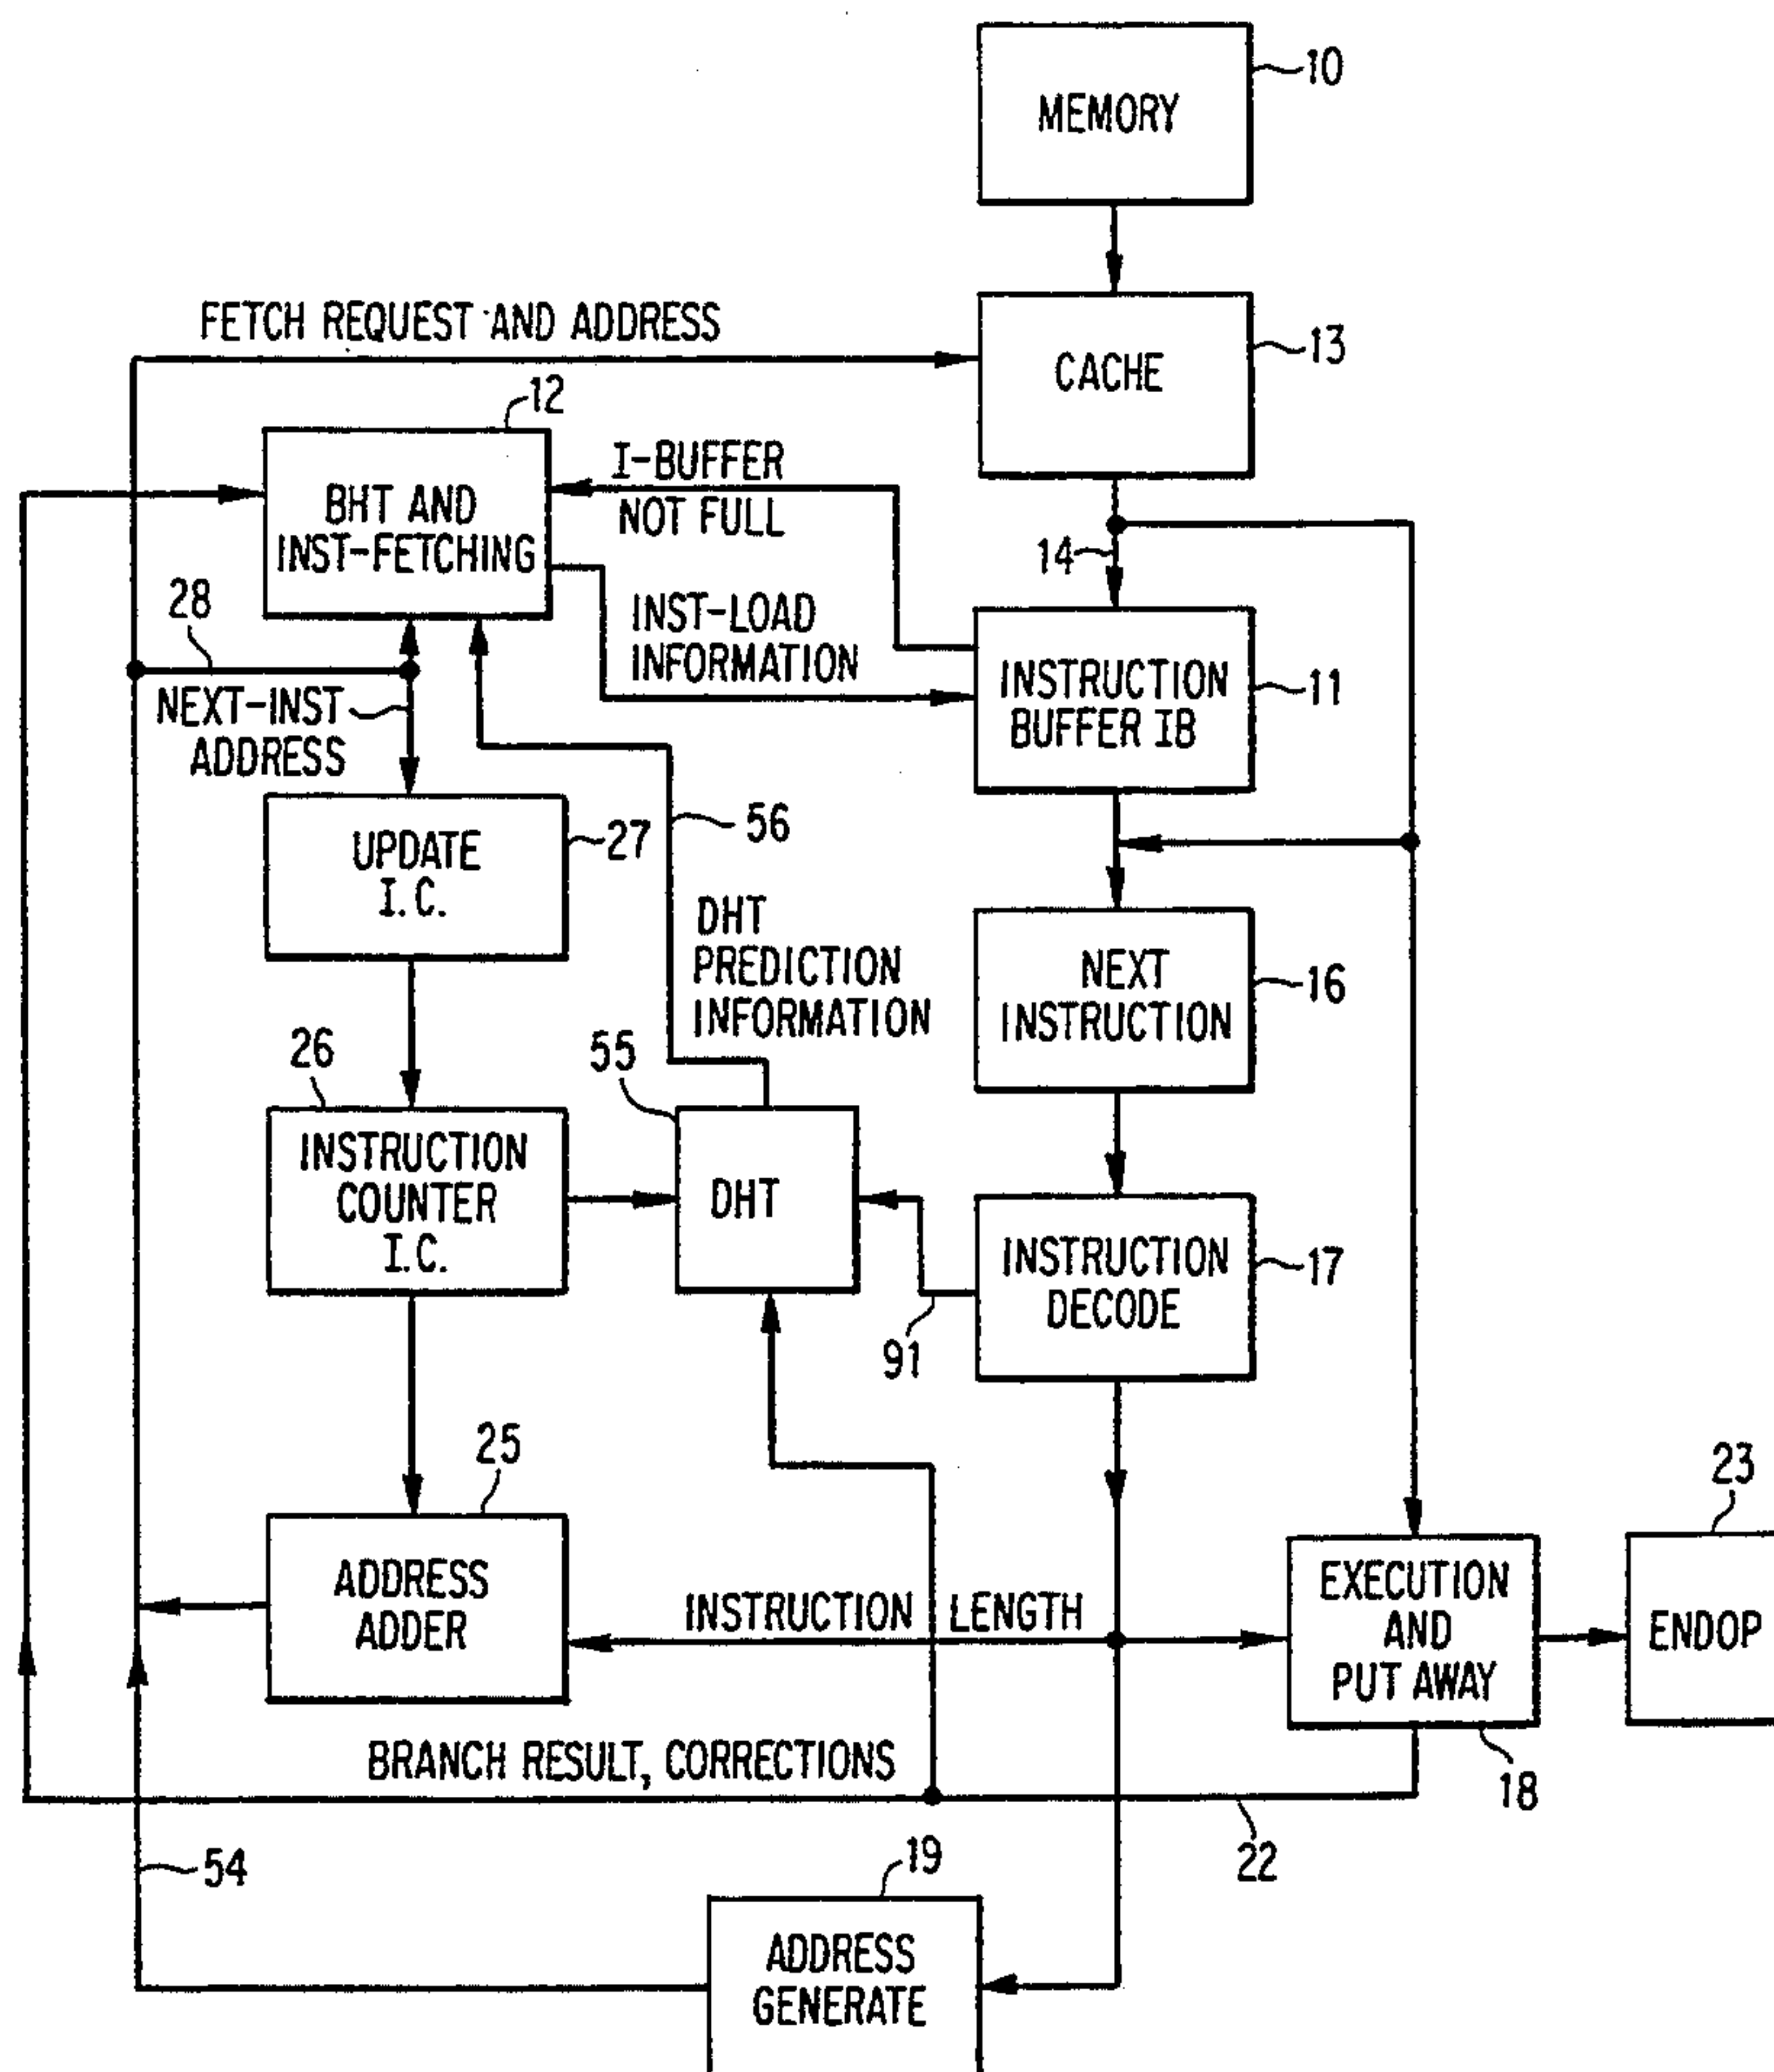 10
MEMORY
FETCH REQUEST AND ADDRESS
13
CACHE
12
I-BUFFER
NOT FULL
BHT AND
INST-FETCHING
14
28
INST-LOAD
INFORMATION
INSTRUCTION
BUFFER IB
11
NEXT-INST
ADDRESS
56
UPDATE
I.C.
27
DHT
PREDICTION
INFORMATION
NEXT
INSTRUCTION
16
26
55
INSTRUCTION
COUNTER
I.C.
DHT
INSTRUCTION
DECODE
17
91
25
23
ADDRESS
ADDER
INSTRUCTION LENGTH
EXECUTION
AND
PUT AWAY
ENDOP
BRANCH RESULT, CORRECTIONS
18
54
19
22
ADDRESS
GENERATE